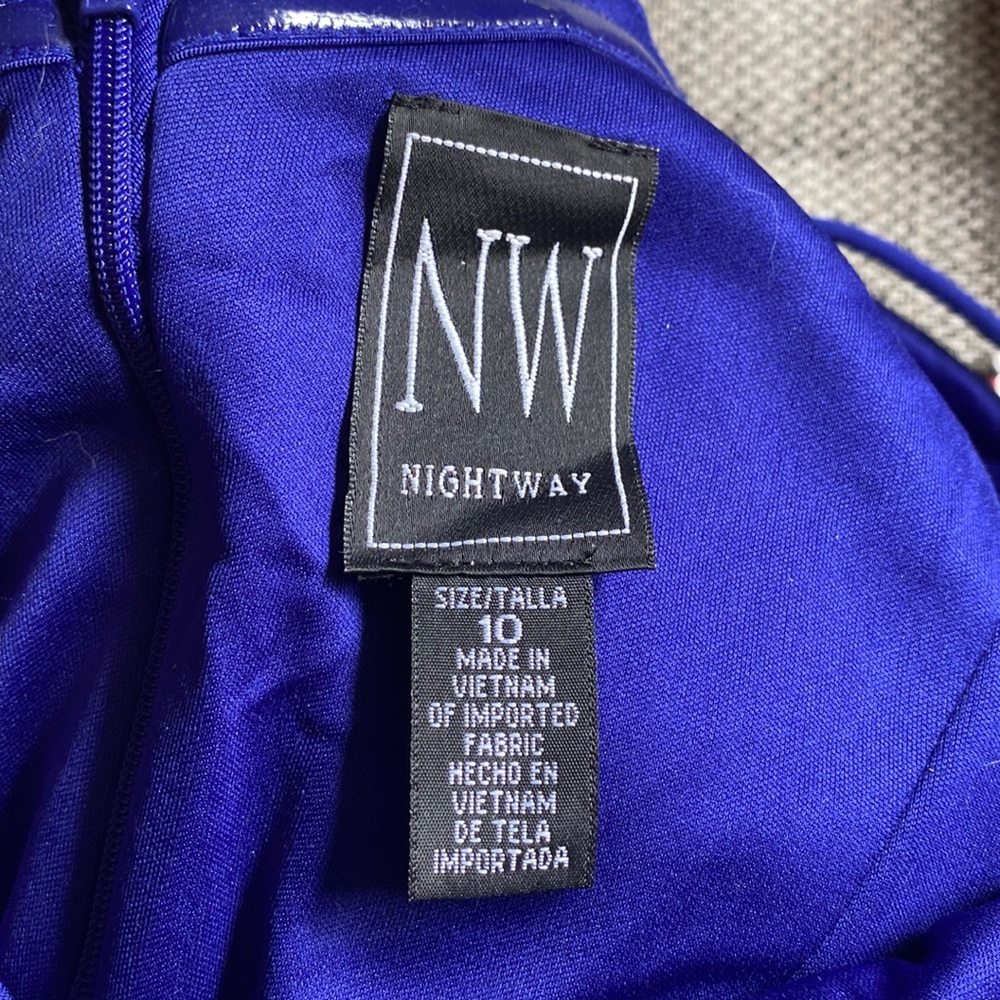 NW
NIGHTWAY
SIZE/TALLA
10
MADE IN
VIETNAM
OF IMPORTED
FABRIC
HECHO EN
VIETNAM
DE TELA
IMPORTADA